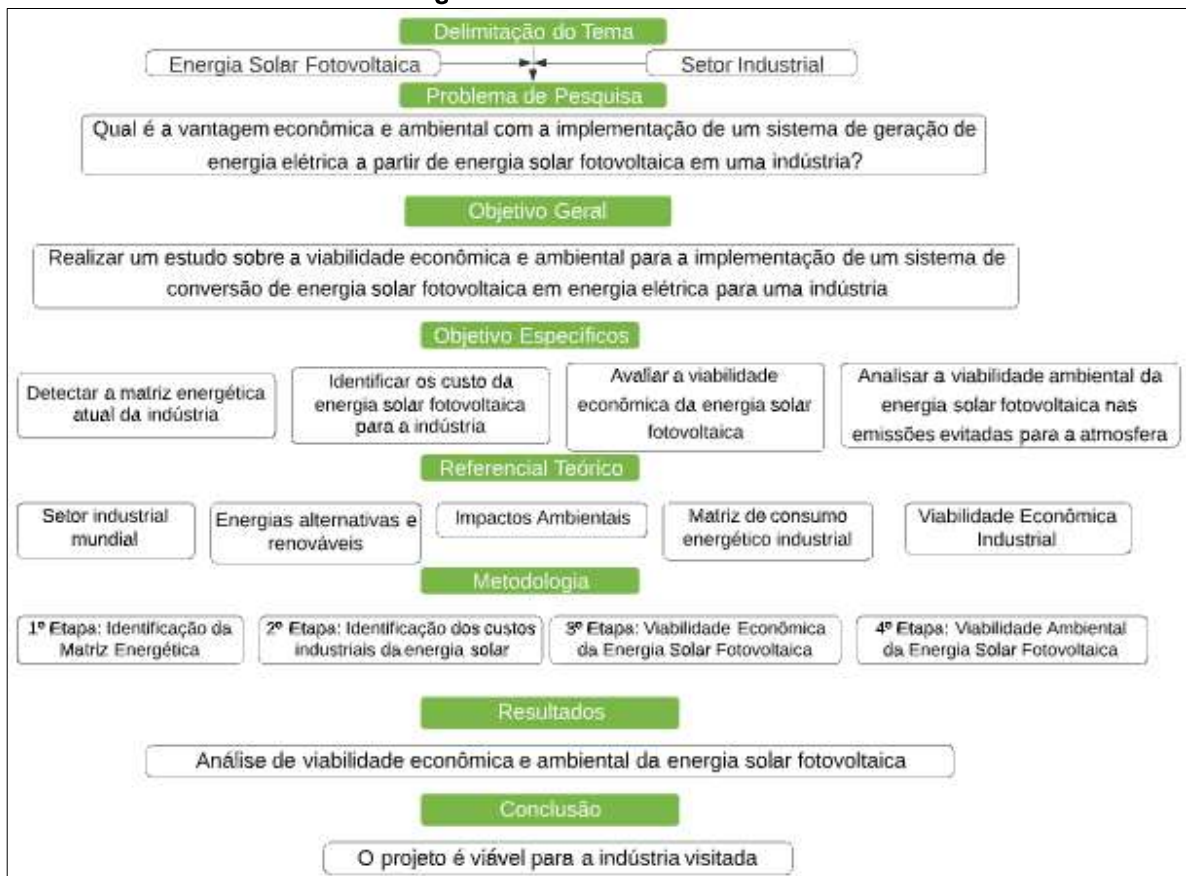 Delimitação do Tema
Energia Solar Fotovoltaica
Setor Industrial
Problema de Pesquisa
Qual é a vantagem econômica e ambiental com a implementação de um sistema de geração de
energia elétrica a partir de energia solar fotovoltaica em uma indústria?
Objetivo Geral
Realizar um estudo sobre a viabilidade econômica e ambiental para a implementação de um sistema de
conversão de energia solar fotovoltaica em energia elétrica para uma indústria
Objetivo Específicos
Detectar a matriz energética
atual da indústria
Identificar os custo da
energia solar fotovoltaica
para a indústria
Avaliar a viabilidade
econômica da energia solar
fotovoltaica
Analisar a viabilidade ambiental da
energia solar fotovoltaica nas
emissões evitadas para a atmosfera
Referencial Teórico
Setor industrial
mundial
Energias alternativas e
renováveis
Impactos Ambientais
Matriz de consumo
energético industrial
Viabilidade Econômica
Industrial
Metodologia
1º Etapa: Identificação da
Matriz Energética
2º Etapa: Identificação dos custos
industriais da energia solar
3º Etapa: Viabilidade Econômica
da Energia Solar Fotovoltaica
4º Etapa: Viabilidade Ambiental
da Energia Solar Fotovoltaica
Resultados
Análise de viabilidade econômica e ambiental da energia solar fotovoltaica
Conclusão
O projeto é viável para a indústria visitada